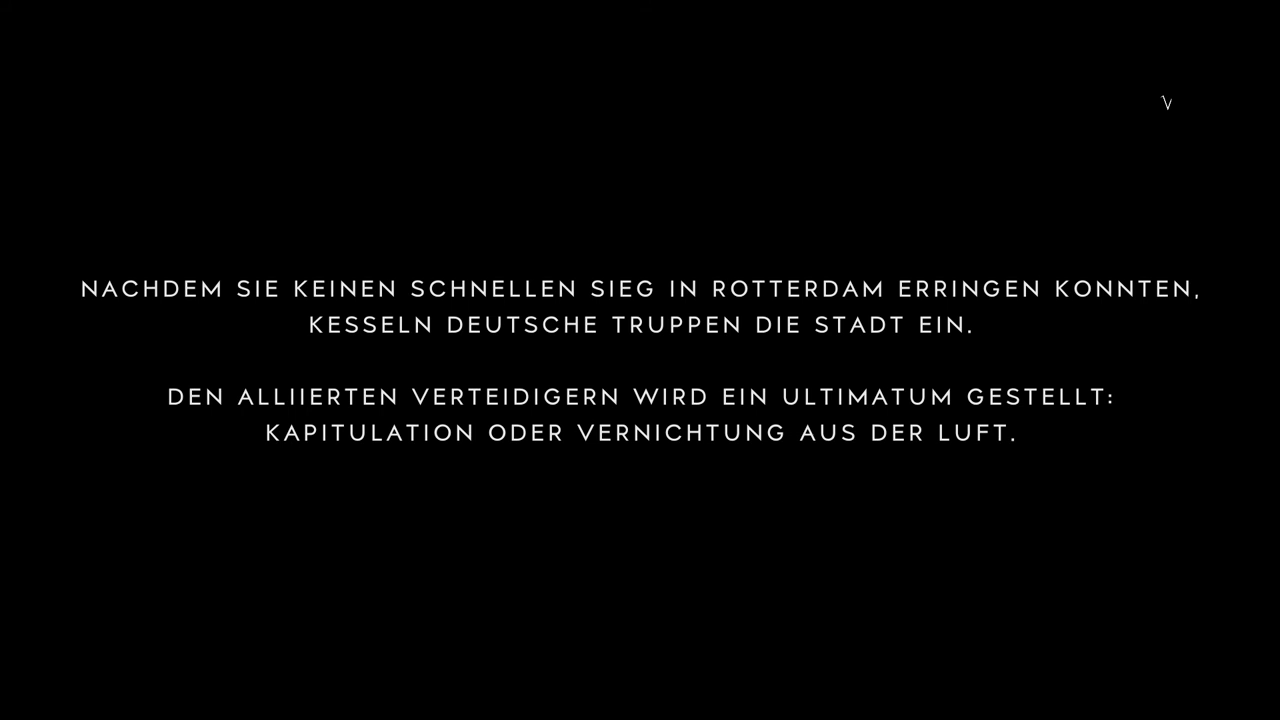 NACHDEM SIE KEINEN SCHNELLEN SIEG IN ROTTERDAM ERRINGEN KONNTEN,
KESSELN DEUTSCHE TRUPPEN DIE STADT EIN.
DEN ALLIIERTEN VERTEIDIGERN WIRD EIN ULTIMATUM GESTELLT:
KAPITULATION ODER VERNICHTUNG AUS DER LUFT.